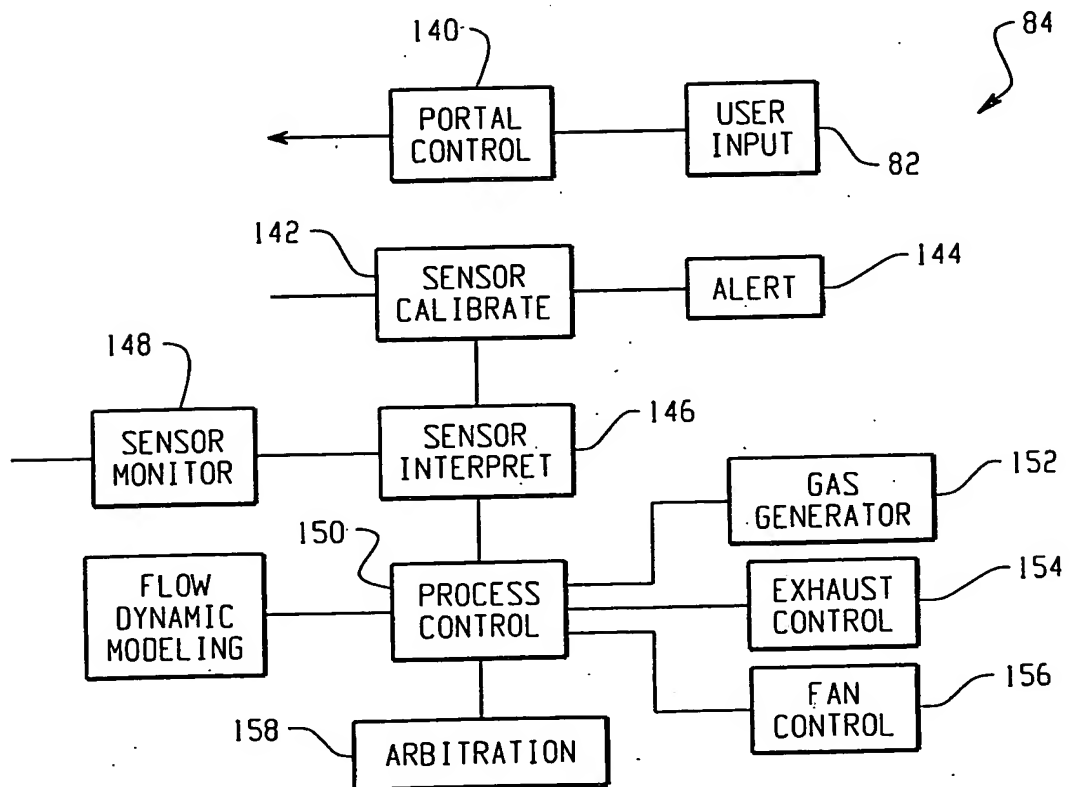 140
84
PORTAL
CONTROL
USER
INPUT
82
142
SENSOR
CALIBRATE
ALERT
144
148
SENSOR
MONITOR
SENSOR
INTERPRET
146
GAS
GENERATOR
152
150
FLOW
DYNAMIC
MODELING
PROCESS
CONTROL
EXHAUST
CONTROL
154
FAN
CONTROL
156
158
ARBITRATION